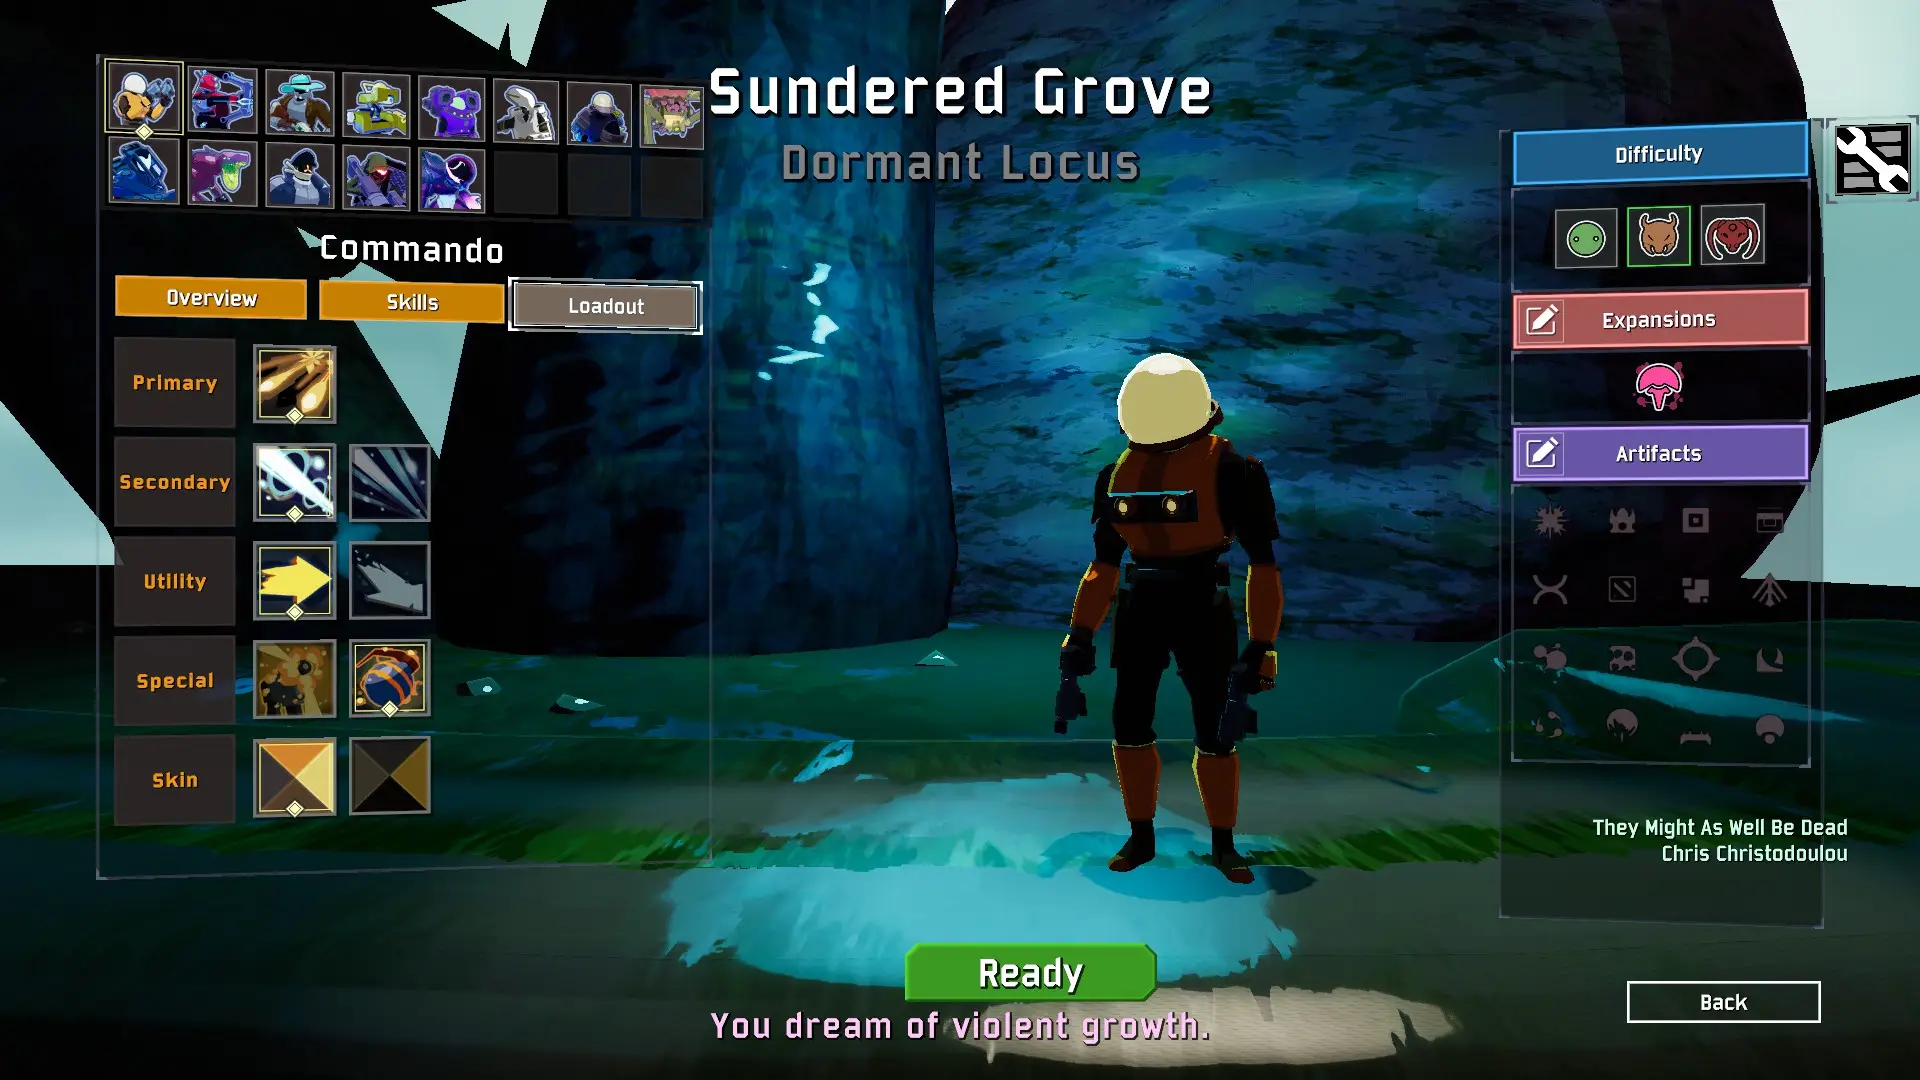 Sundered Grove
Dormant Locus
Commando
Overview
Skills
Loadout
Primary
Secondary
Utility
Special
Skin
Difficulty
Expansions
Artifacts
They Might As Well Be Dead
Chris Christodoulou
Ready
You dream of violent growth.
Back